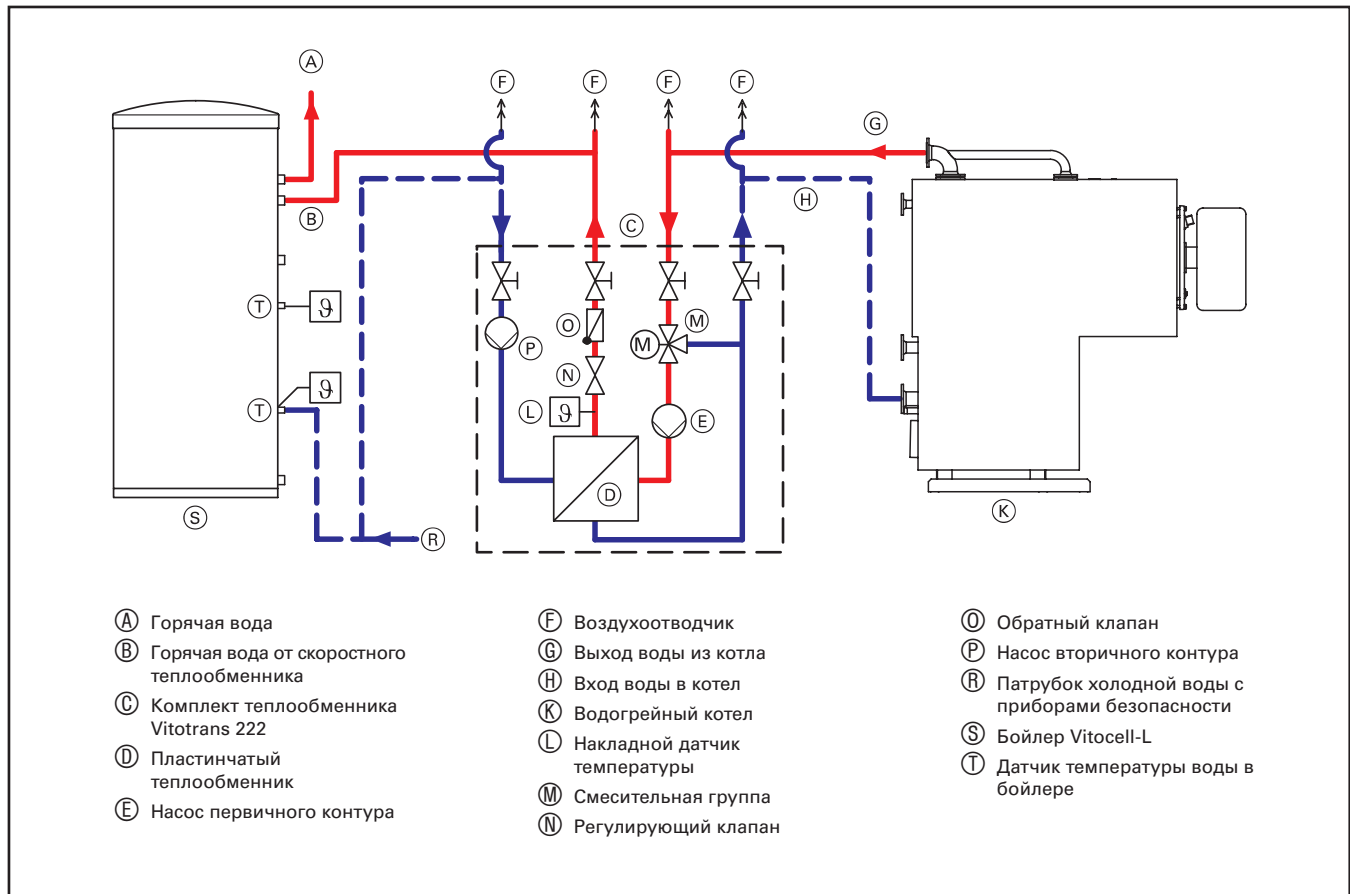 A
F
F
F
F
G
B
C
H
T
ϑ
O
M
M
P
N
ϑ
T
L
ϑ
E
D
S
R
K
A Горячая вода
B Горячая вода от скоростного
теплообменника
C Комплект теплообменника
Vitotrans 222
D Пластинчатый
теплообменник
E Насос первичного контура
F Воздухоотводчик
G Выход воды из котла
H Вход воды в котел
K Водогрейный котел
L Накладной датчик
температуры
M Смесительная группа
N Регулирующий клапан
O Обратный клапан
P Насос вторичного контура
R Патрубок холодной воды с
приборами безопасности
S Бойлер Vitocell-L
T Датчик температуры воды в
бойлере